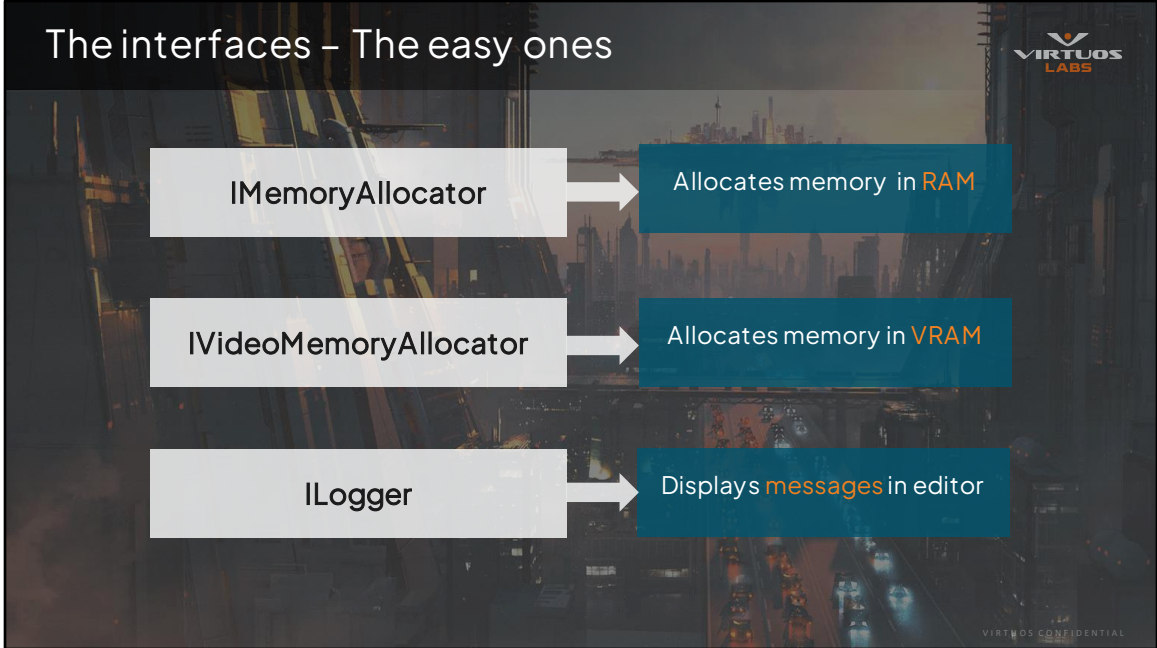 The interfaces – The easy ones
VIRTUOS
LABS
IMemoryAllocator
Allocates memory in RAM
IVideoMemoryAllocator
Allocates memory in VRAM
ILogger
Displays messages in editor
VIRTUOS CONFIDENTIAL